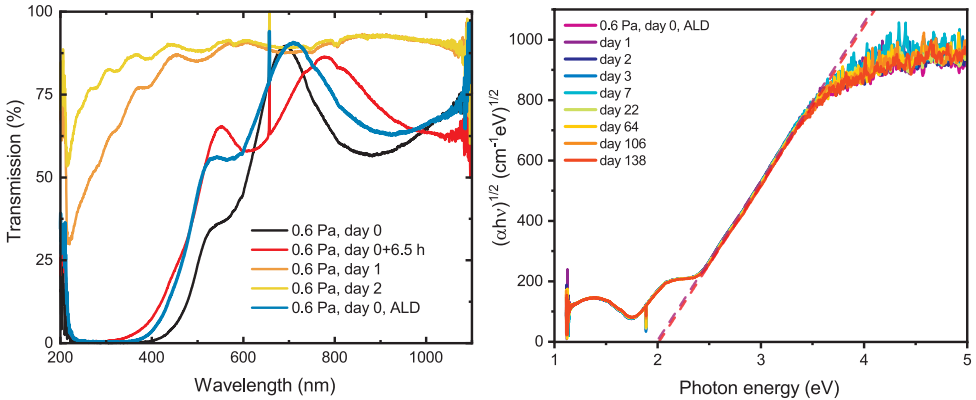 100
75
50
25
0
200
400
600
800
1000
Transmission (%)
Wavelength (nm)
0.6 Pa, day 0
0.6 Pa, day 0+6.5 h
0.6 Pa, day 1
0.6 Pa, day 2
0.6 Pa, day 0, ALD
1000
800
600
400
200
0
1
2
3
4
5
(αhν)1/2 (cm-1eV)1/2
Photon energy (eV)
0.6 Pa, day 0, ALD
day 1
day 2
day 3
day 7
day 22
day 64
day 106
day 138